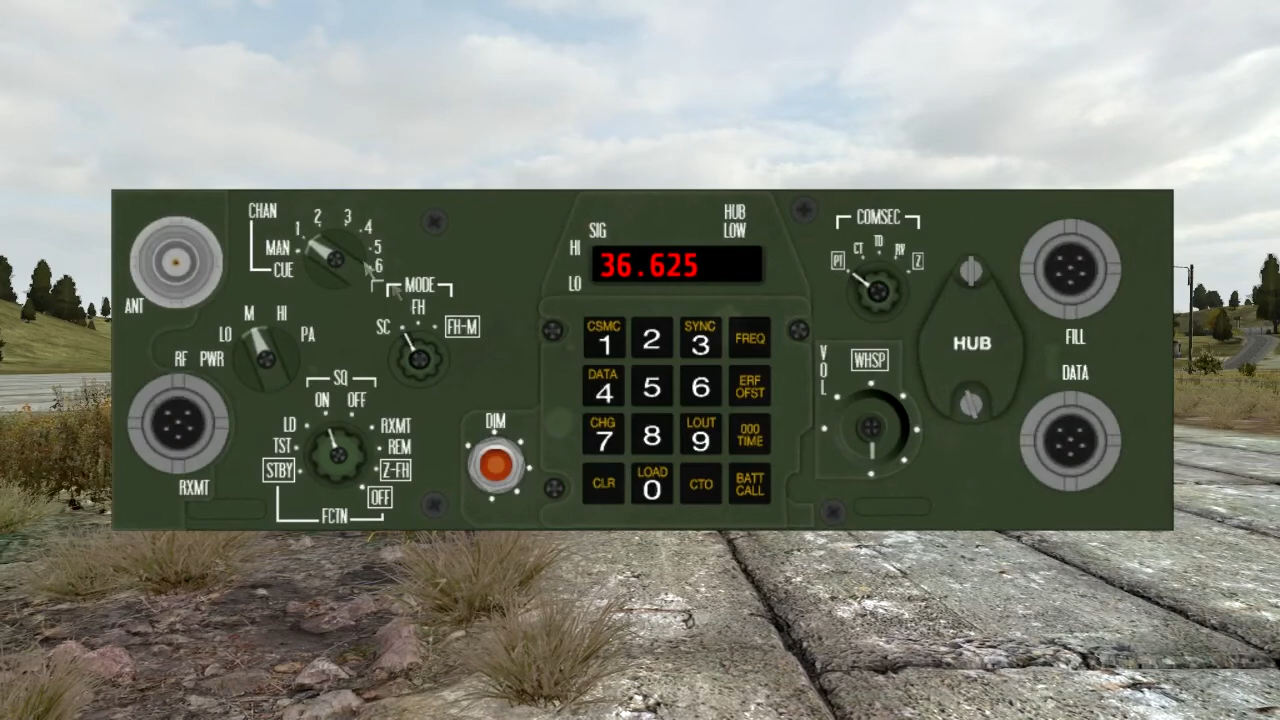 CHAN
1
2
3
4
5
6
MAN
CUE
ANT
MODE
SC
FH
FH-M
LO
M
HI
PA
RF PWR
SQ
ON
OFF
LD
TST
STBY
RXMT
REM
Z-FH
OFF
FCTN
RXMT
DIM
SIG
HI
LO
HUB
LOW
36.625
CSMC
1
2
SYNC
3
FREQ
DATA
4
5
6
ERF
OFST
CHG
7
8
LOUT
9
000
TIME
CLR
LOAD
0
CTO
BATT
CALL
COMSEC
PT
CT
TD
RV
Z
VOL
WHSP
HUB
FILL
DATA